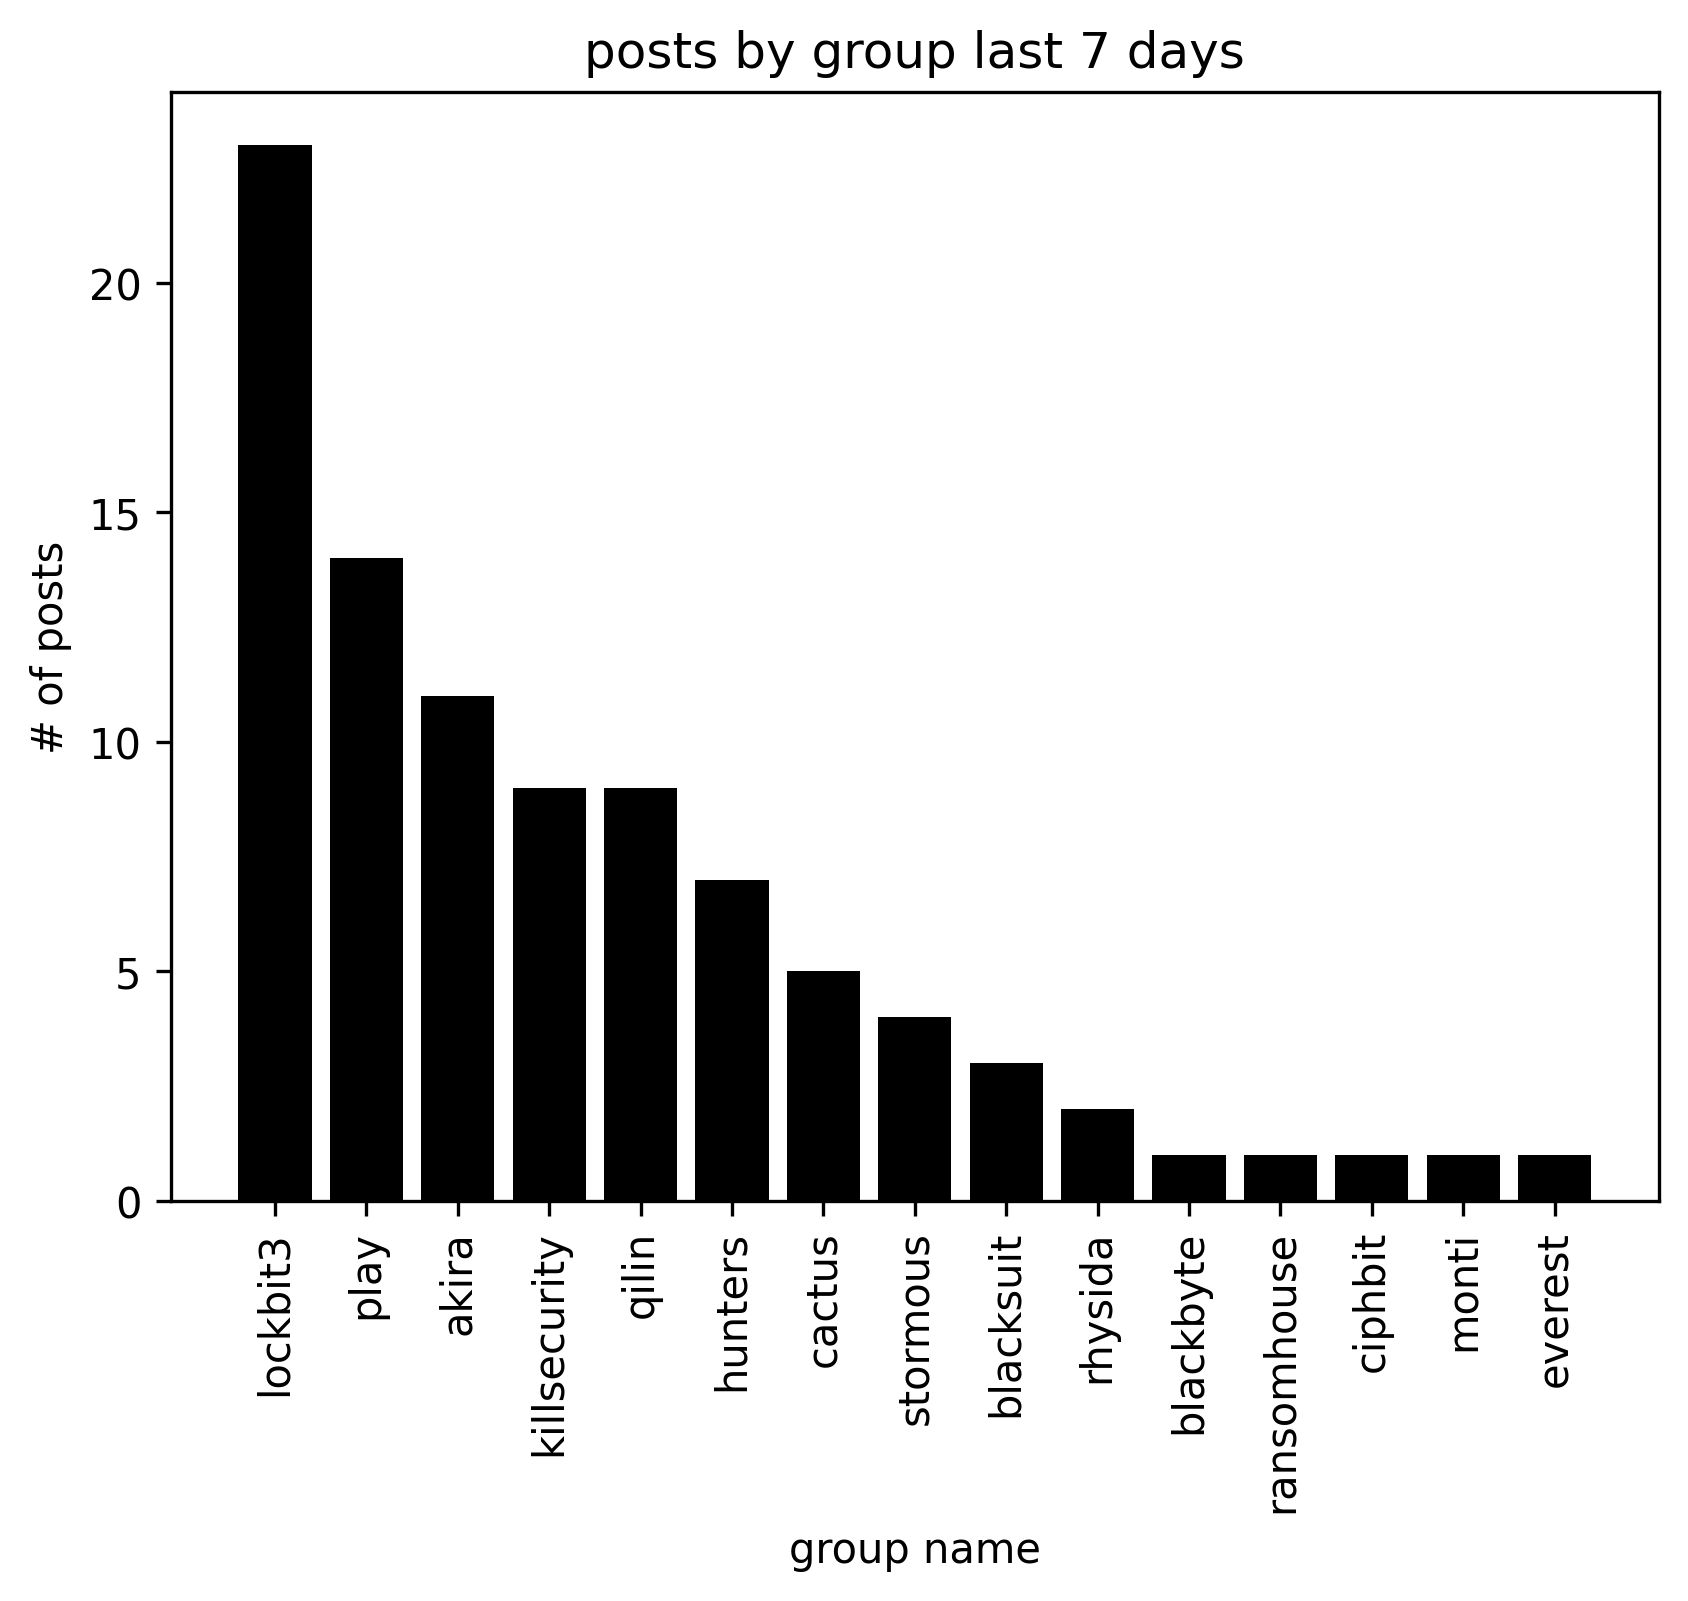 posts by group last 7 days
# of posts
20
15
10
5
0
lockbit3
play
akira
killsecurity
qilin
hunters
cactus
stormous
blacksuit
rhysida
blackbyte
ransomhouse
ciphbit
monti
everest
group name